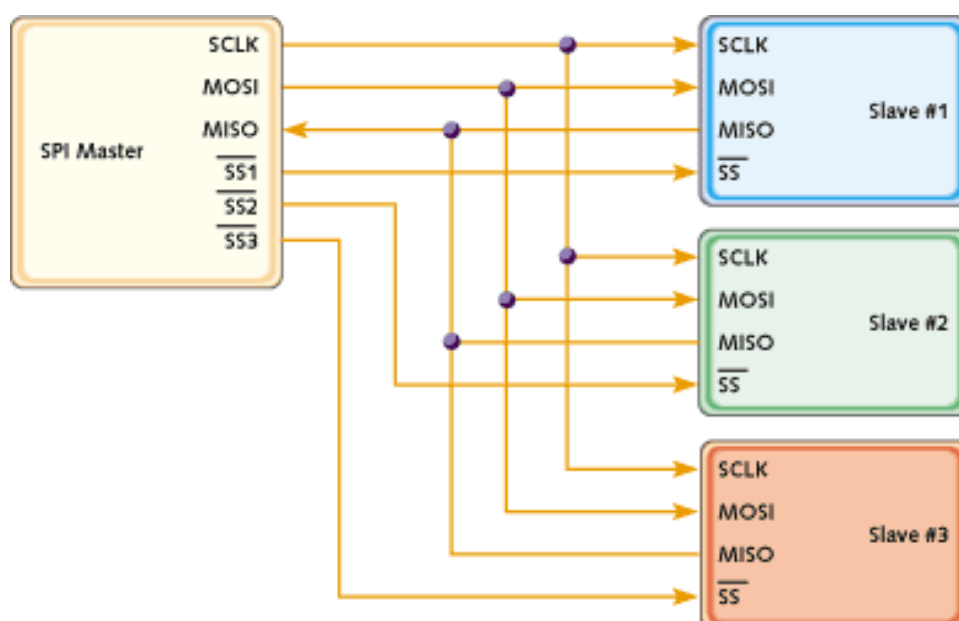 SPI Master
SCLK
MOSI
MISO
SS1
SS2
SS3
SCLK
MOSI
MISO
SS
Slave #1
SCLK
MOSI
MISO
SS
Slave #2
SCLK
MOSI
MISO
SS
Slave #3